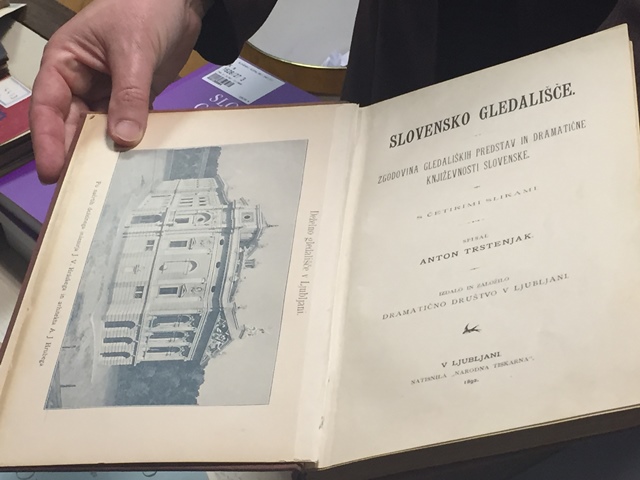 Deželno gledališče v Ljubljani.
SLOVENSKO GLEDALIŠČE.
ZGODOVINA GLEDALIŠKIH PREDSTAV IN DRAMATIČNE
KNJIŽEVNOSTI SLOVENSKE.
S ČETIRIMI SLIKAMI
SPISAL
ANTON TRSTENJAK.
IZDALO IN ZALOŽILO
DRAMATIČNO DRUŠTVO V LJUBLJANI.
V LJUBLJANI.
NATISNILA „NARODNA TISKARNA“.
1892.